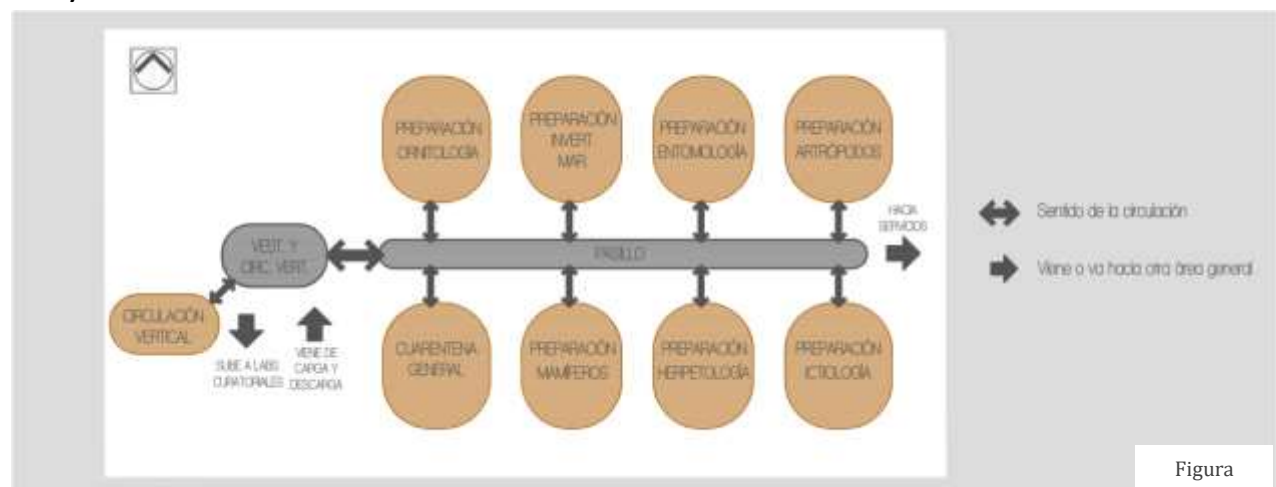 PREPARACIÓN
ORNITOLOGÍA
PREPARACIÓN
INVERT
MAR
PREPARACIÓN
ENTOMOLOGÍA
PREPARACIÓN
ARTRÓPODOS
HACIA
SERVICIOS
VEST. Y
CIRC. VERT.
PASILLO
CIRCULACIÓN
VERTICAL
SUBE A LABS
CURATORIALES
VIENE DE
CARGA Y
DESCARGA
CUARENTENA
GENERAL
PREPARACIÓN
MAMÍFEROS
PREPARACIÓN
HERPETOLOGÍA
PREPARACIÓN
ICTIOLOGÍA
Sentido de la circulación
Viene o va hacia otra área general
Figura